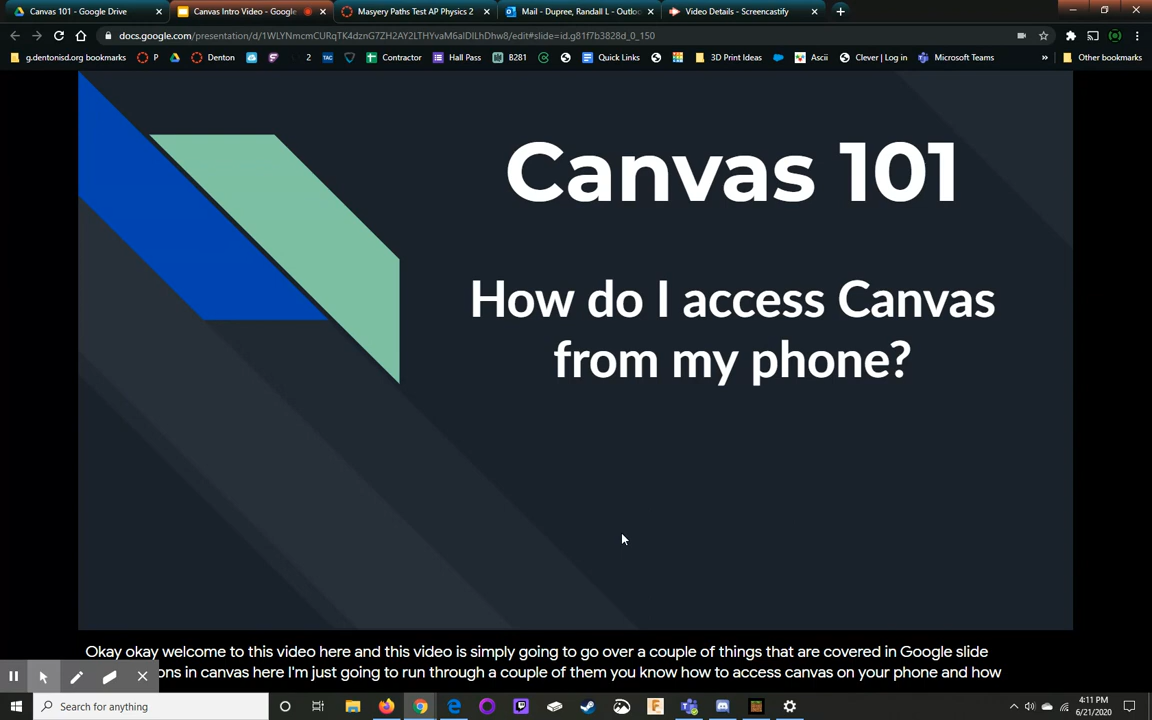 Canvas 101 - Google Drive
Canvas Intro Video - Google
Masyery Paths Test AP Physics 2
Mail - Dupree, Randall L - Outlo
Video Details - Screencastify
docs.google.com/presentation/d/1WLYNmcmCURqTK4dznG7ZH2AY2LTHYvaM6alDILhDhw8/edit#slide=id.g81f7b3828d_0_150
g.dentonisd.org bookmarks
P
Denton
2
Contractor
Hall Pass
B281
Quick Links
3D Print Ideas
Ascii
Clever | Log in
Microsoft Teams
»
Other bookmarks
Canvas 101
How do I access Canvas
from my phone?
Okay okay welcome to this video here and this video is simply going to go over a couple of things that are covered in Google slide
ons in canvas here I'm just going to run through a couple of them you know how to access canvas on your phone and how
Search for anything
4:11 PM
6/21/2020